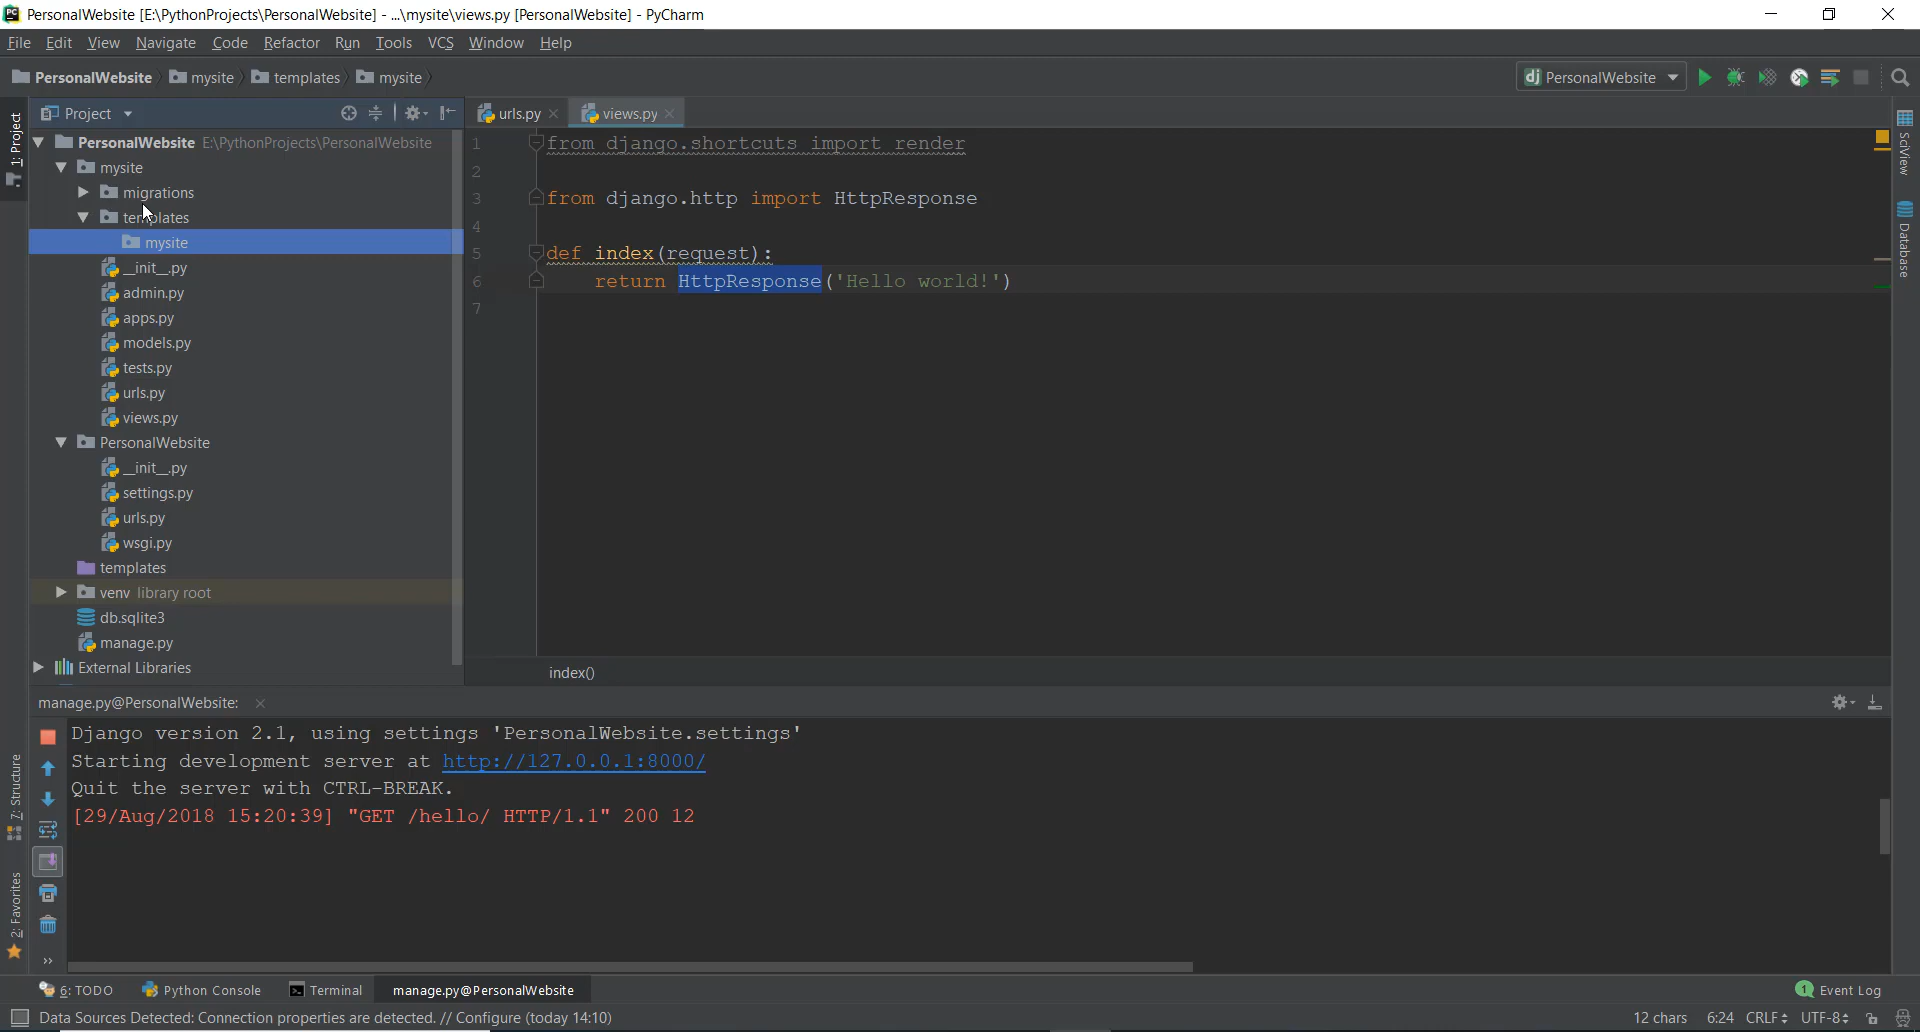 PC PersonalWebsite [E:\PythonProjects\PersonalWebsite] - ...\mysite\views.py [PersonalWebsite] - PyCharm
File Edit View Navigate Code Refactor Run Tools VCS Window Help
PersonalWebsite mysite templates mysite
dj PersonalWebsite
1: Project
Project
PersonalWebsite E:\PythonProjects\PersonalWebsite
mysite
migrations
templates
mysite
__init__.py
admin.py
apps.py
models.py
tests.py
urls.py
views.py
PersonalWebsite
__init__.py
settings.py
urls.py
wsgi.py
templates
venv library root
db.sqlite3
manage.py
External Libraries
urls.py views.py
1 from django.shortcuts import render
2
3 from django.http import HttpResponse
4
5 def index(request):
6 return HttpResponse('Hello world!')
7
index()
SciView
Database
manage.py@PersonalWebsite:
Django version 2.1, using settings 'PersonalWebsite.settings'
Starting development server at http://127.0.0.1:8000/
Quit the server with CTRL-BREAK.
[29/Aug/2018 15:20:39] "GET /hello/ HTTP/1.1" 200 12
7: Structure
2: Favorites
6: TODO Python Console Terminal manage.py@PersonalWebsite 1 Event Log
Data Sources Detected: Connection properties are detected. // Configure (today 14:10) 12 chars 6:24 CRLF UTF-8